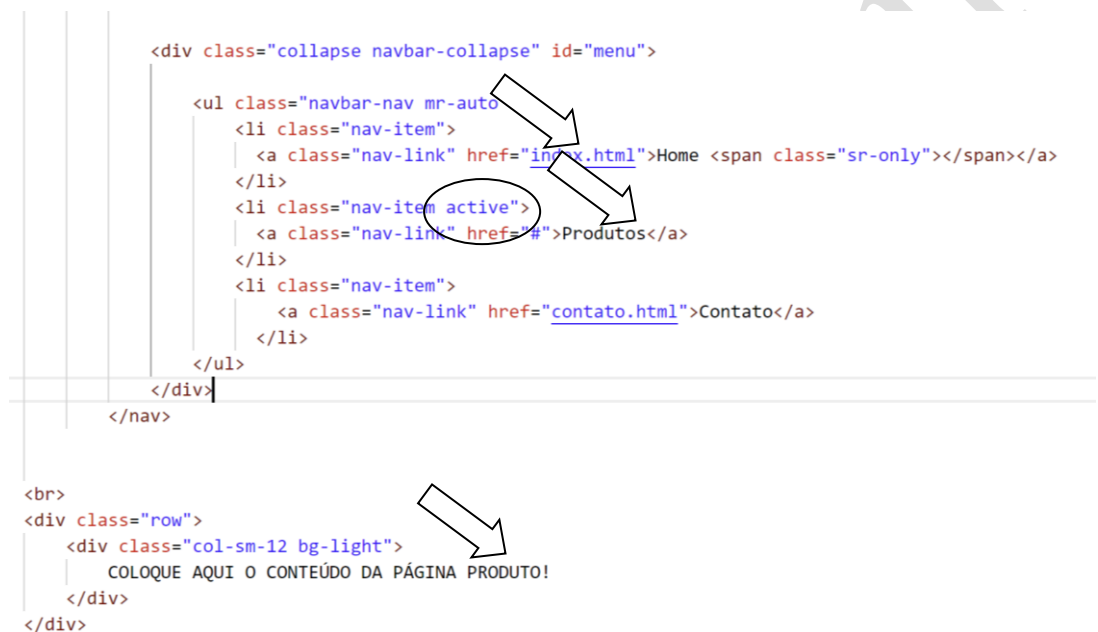 <div class="collapse navbar-collapse" id="menu">
<ul class="navbar-nav mr-auto
<li class="nav-item">
<a class="nav-link" href="index.html">Home <span class="sr-only"></span></a>
</li>
<li class="nav-item active">
<a class="nav-link" href="#">Produtos</a>
</li>
<li class="nav-item">
<a class="nav-link" href="contato.html">Contato</a>
</li>
</ul>
</div>
</nav>
<br>
<div class="row">
<div class="col-sm-12 bg-light">
COLOQUE AQUI O CONTEÚDO DA PÁGINA PRODUTO!
</div>
</div>